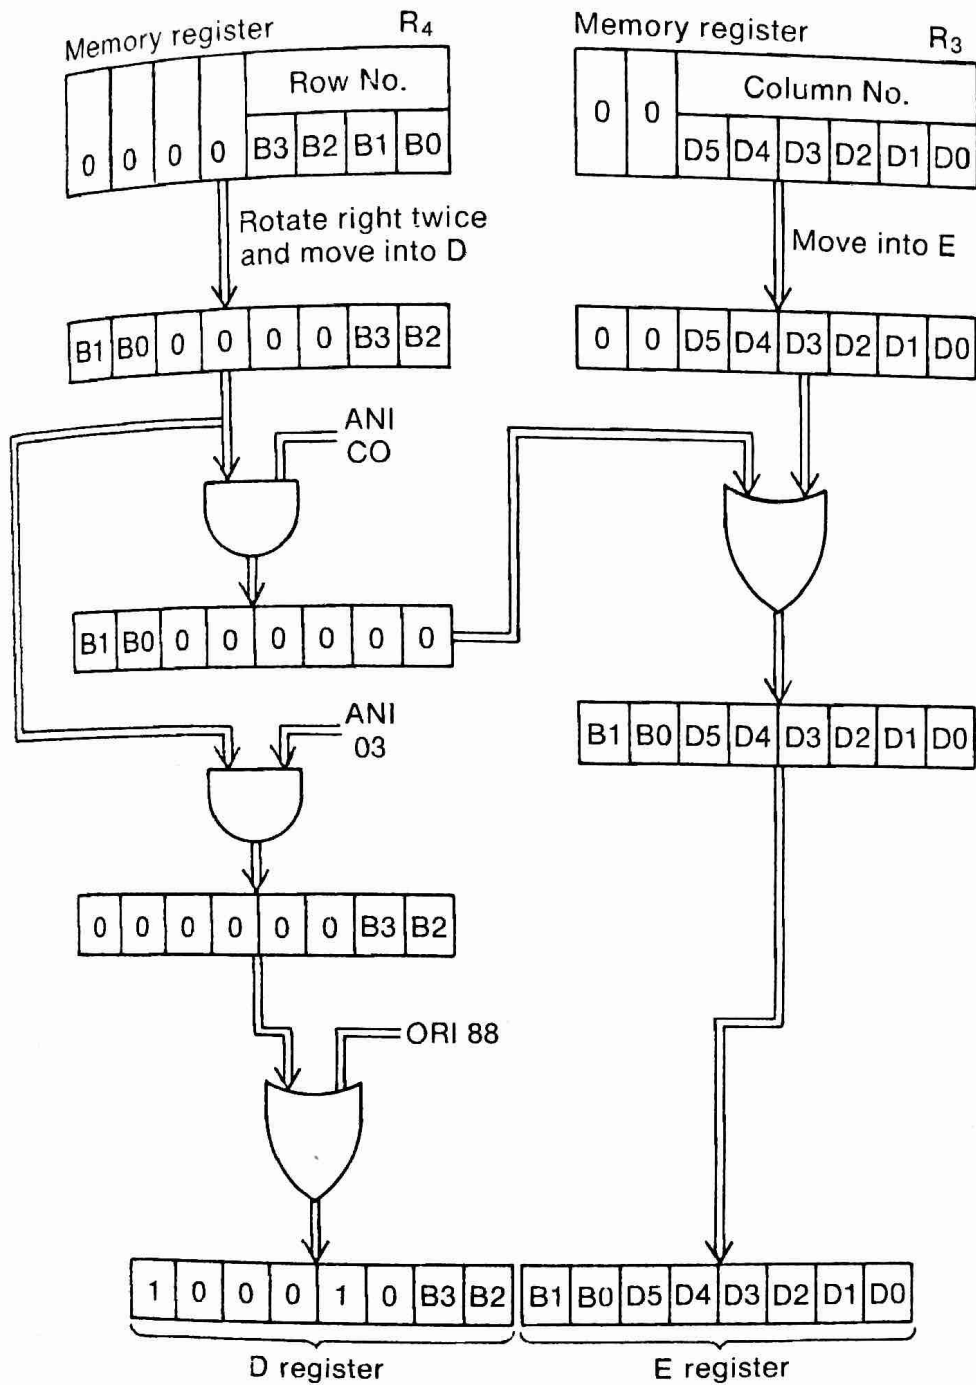 Memory register R4
Row No.
0 0 0 0 B3 B2 B1 B0
Rotate right twice
and move into D
B1 B0 0 0 0 0 B3 B2
ANI
CO
B1 B0 0 0 0 0 0 0
ANI
03
0 0 0 0 0 0 B3 B2
ORI 88
1 0 0 0 1 0 B3 B2
D register
Memory register R3
Column No.
0 0 D5 D4 D3 D2 D1 D0
Move into E
0 0 D5 D4 D3 D2 D1 D0
B1 B0 D5 D4 D3 D2 D1 D0
B1 B0 D5 D4 D3 D2 D1 D0
E register